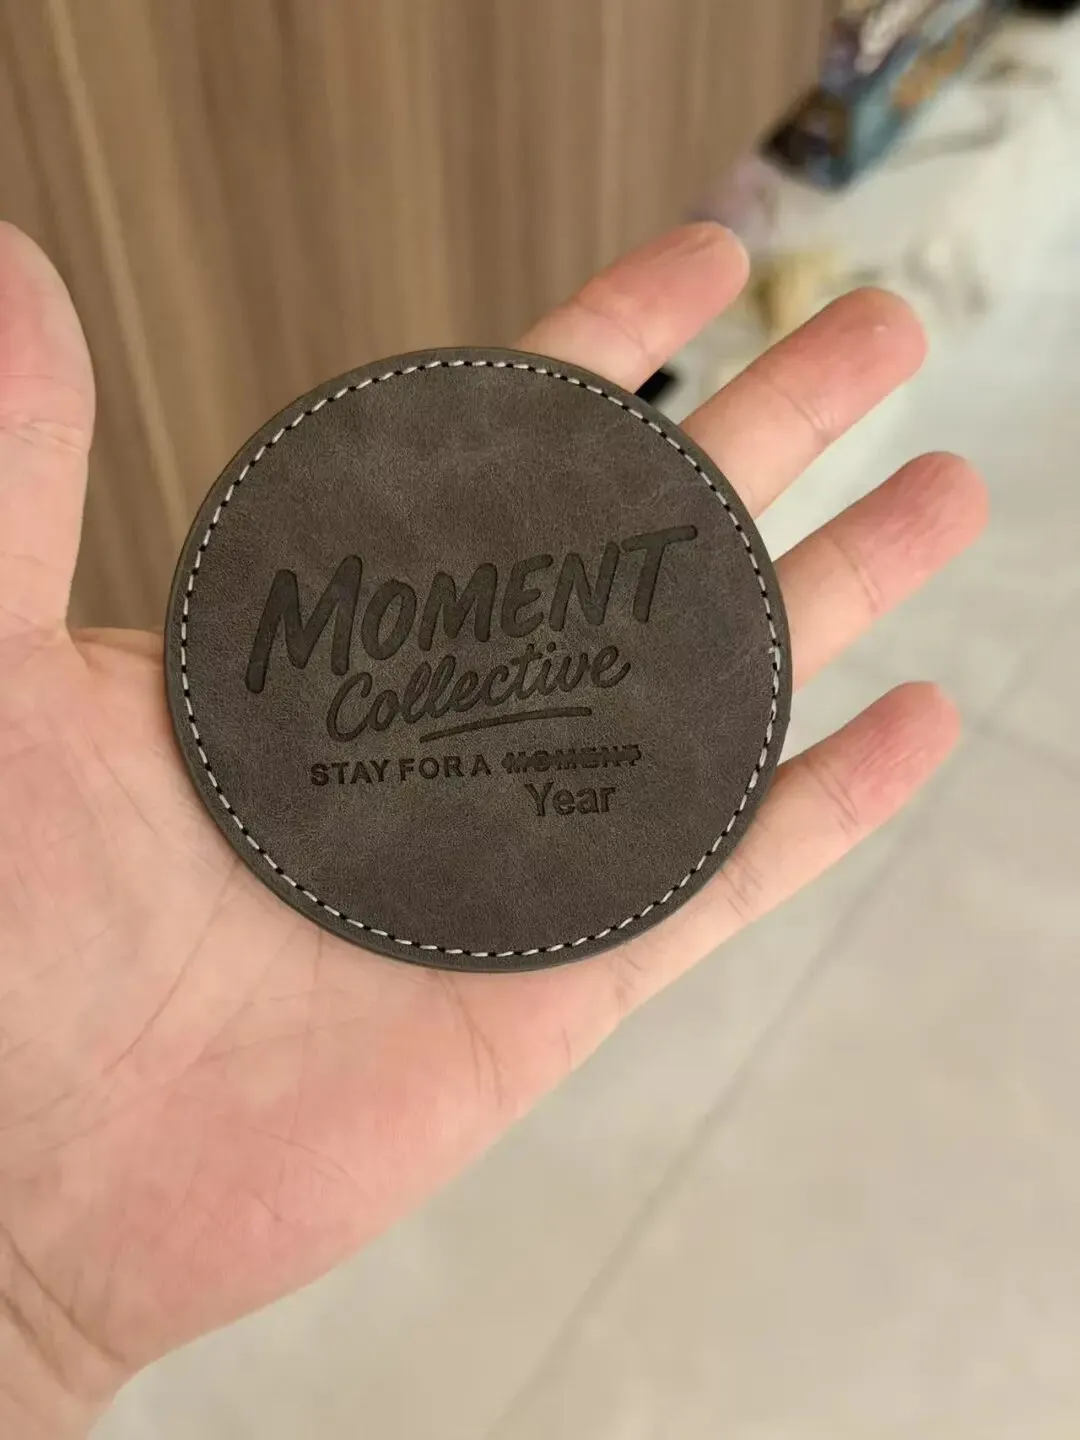 MOMENT
Collective
STAY FOR A MOMENT
Year